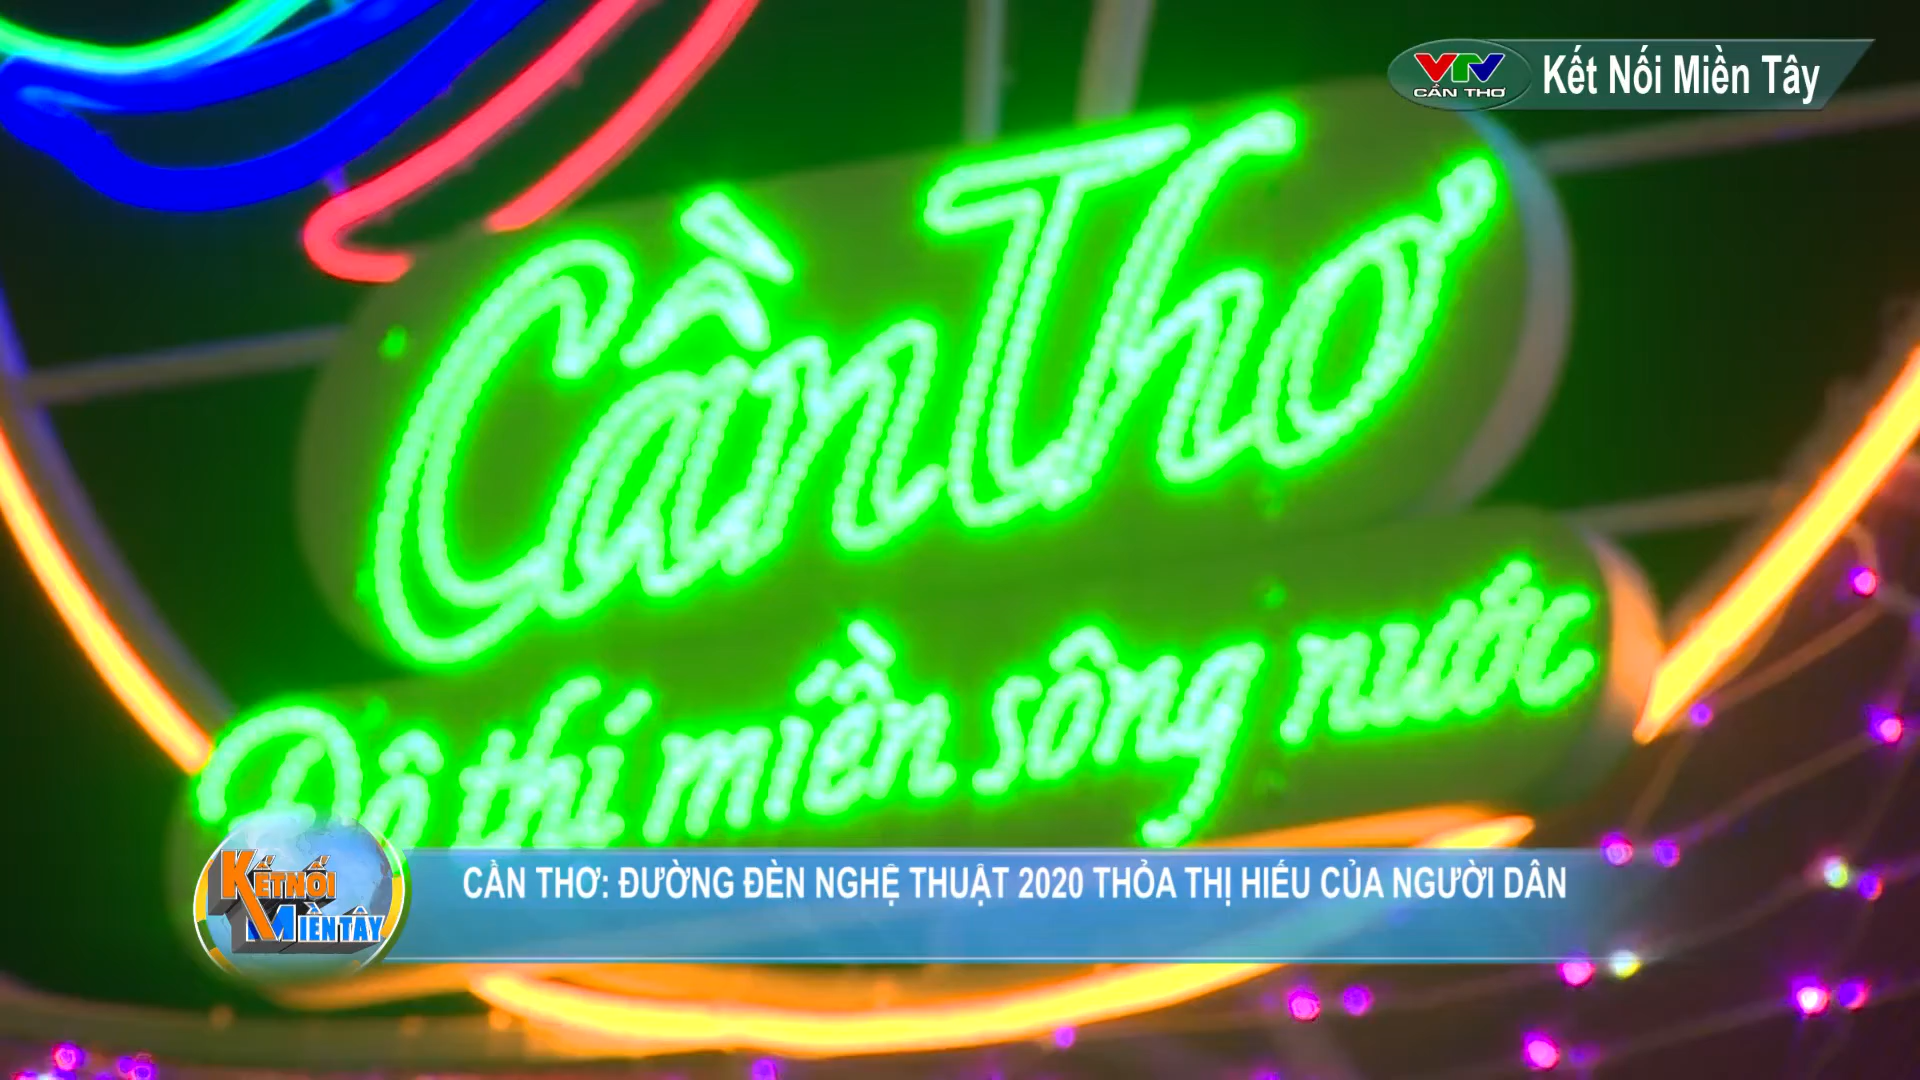 VTV
CẦN THƠ
Kết Nối Miền Tây
Cần Thơ
Đô thị miền sông nước
KẾT NỐI
MIỀN TÂY
CẦN THƠ: ĐƯỜNG ĐÈN NGHỆ THUẬT 2020 THỎA THỊ HIẾU CỦA NGƯỜI DÂN